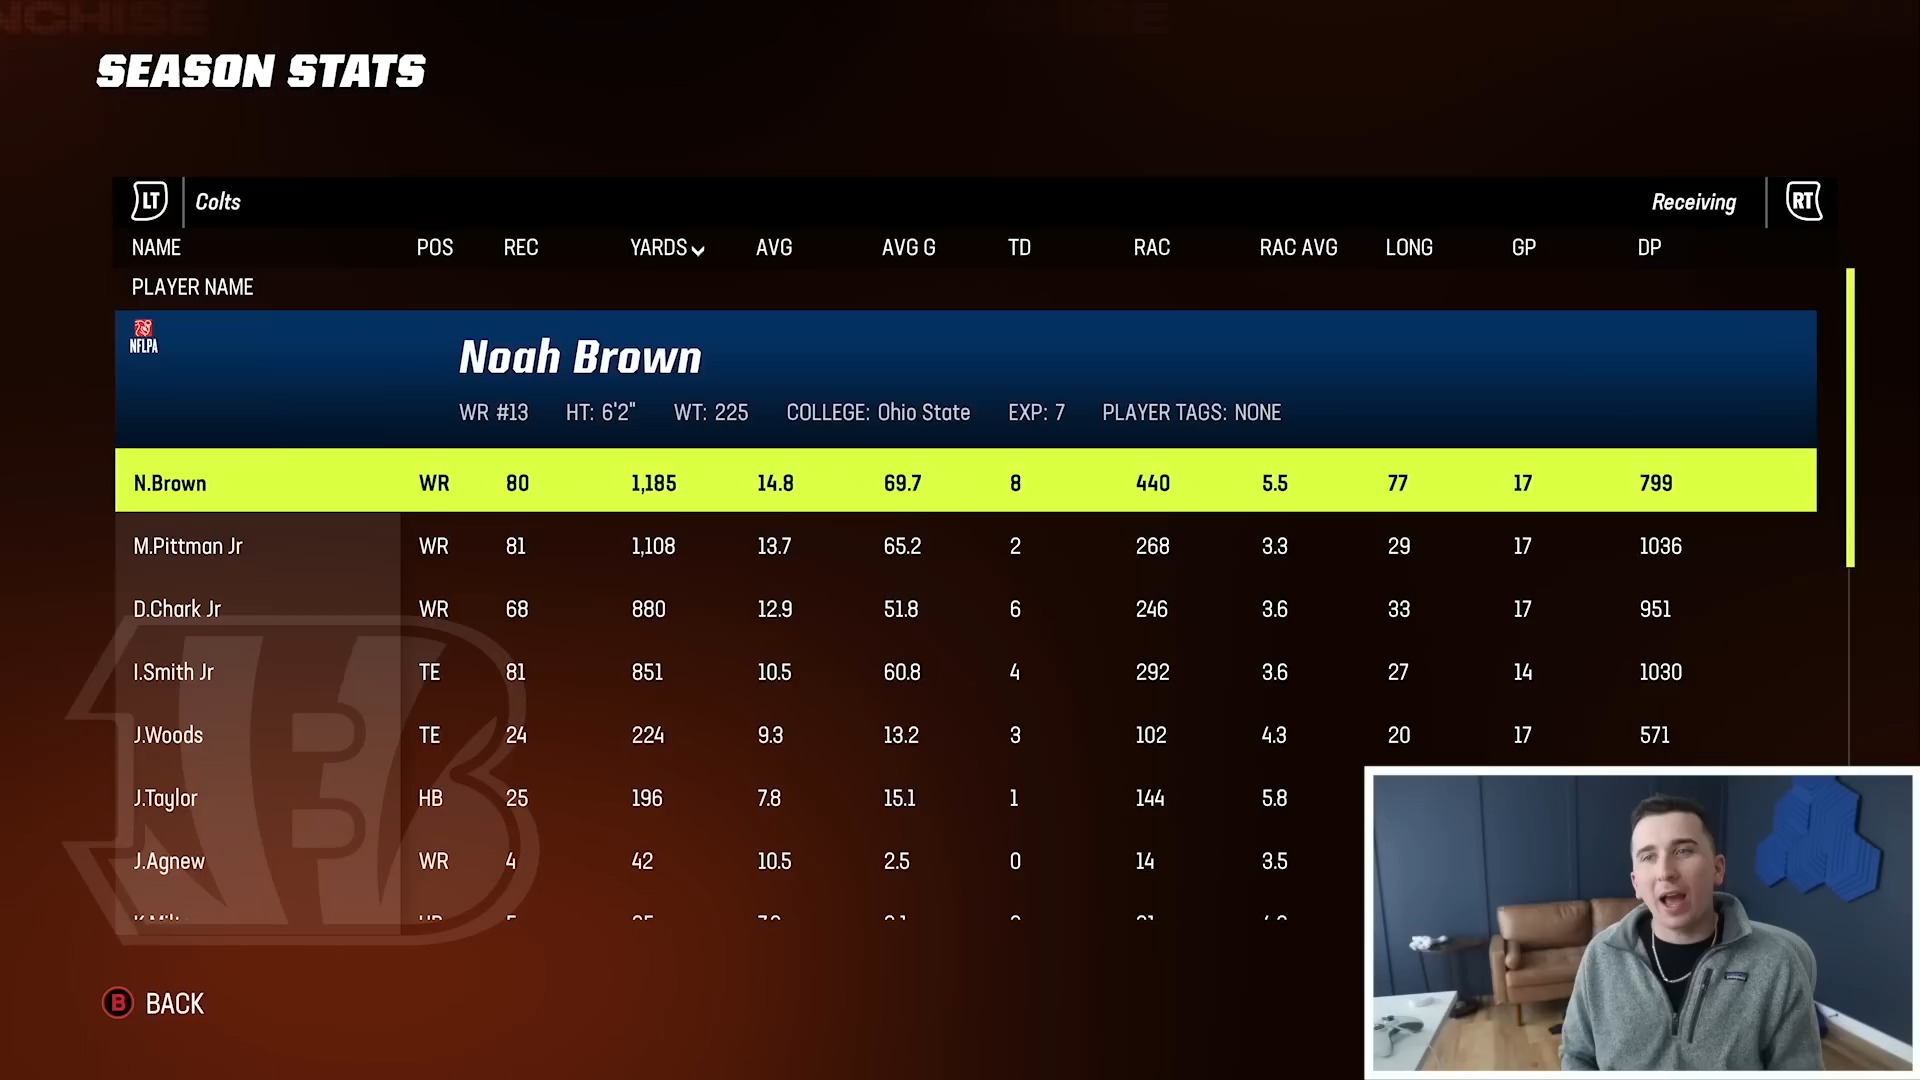 SEASON STATS
LT Colts Receiving RT
NAME POS REC YARDS AVG AVG G TD RAC RAC AVG LONG GP DP
PLAYER NAME
NFLPA
Noah Brown
WR #13 HT: 6'2" WT: 225 COLLEGE: Ohio State EXP: 7 PLAYER TAGS: NONE
N.Brown WR 80 1,185 14.8 69.7 8 440 5.5 77 17 799
M.Pittman Jr WR 81 1,108 13.7 65.2 2 268 3.3 29 17 1036
D.Chark Jr WR 68 880 12.9 51.8 6 246 3.6 33 17 951
I.Smith Jr TE 81 851 10.5 60.8 4 292 3.6 27 14 1030
J.Woods TE 24 224 9.3 13.2 3 102 4.3 20 17 571
J.Taylor HB 25 196 7.8 15.1 1 144 5.8
J.Agnew WR 4 42 10.5 2.5 0 14 3.5
B BACK